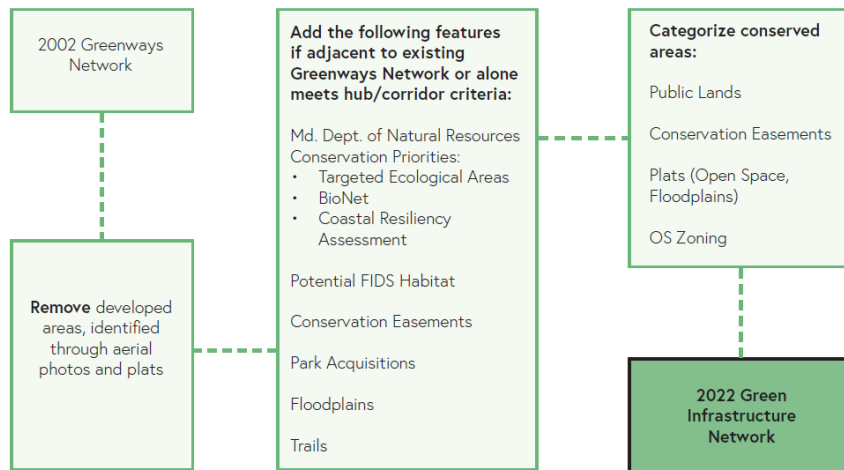 2002 Greenways
Network
Remove developed
areas, identified
through aerial
photos and plats
Add the following features
if adjacent to existing
Greenways Network or alone
meets hub/corridor criteria:
Md. Dept. of Natural Resources
Conservation Priorities:
• Targeted Ecological Areas
• BioNet
• Coastal Resiliency
Assessment
Potential FIDS Habitat
Conservation Easements
Park Acquisitions
Floodplains
Trails
Categorize conserved
areas:
Public Lands
Conservation Easements
Plats (Open Space,
Floodplains)
OS Zoning
2022 Green
Infrastructure
Network